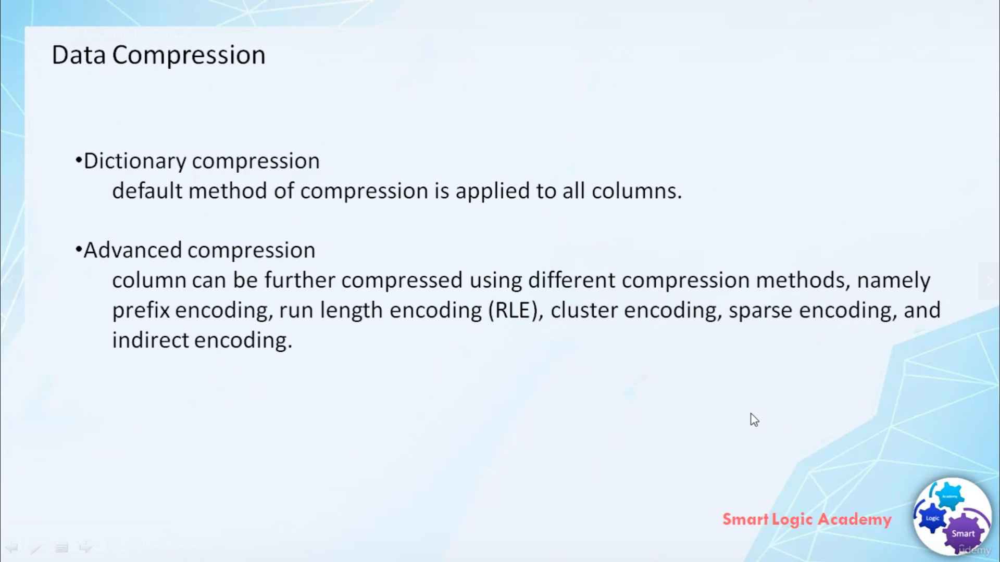 Data Compression
•Dictionary compression
default method of compression is applied to all columns.
•Advanced compression
column can be further compressed using different compression methods, namely
prefix encoding, run length encoding (RLE), cluster encoding, sparse encoding, and
indirect encoding.
Smart Logic Academy
Academy
Logic
Smart
ûdemy